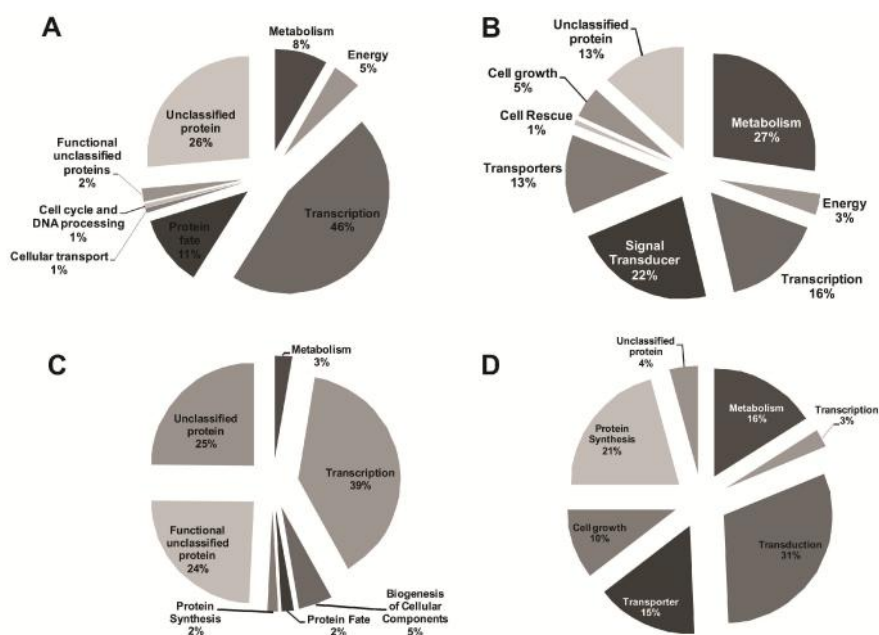 A
Metabolism
8%
Energy
5%
Transcription
46%
Protein
fate
11%
Cellular transport
1%
Cell cycle and
DNA processing
1%
Functional
unclassified
proteins
2%
Unclassified
protein
26%
B
Unclassified
protein
13%
Metabolism
27%
Energy
3%
Transcription
16%
Signal
Transducer
22%
Transporters
13%
Cell Rescue
1%
Cell growth
5%
C
Metabolism
3%
Transcription
39%
Biogenesis
of Cellular
Components
5%
Protein Fate
2%
Protein
Synthesis
2%
Functional
unclassified
protein
24%
Unclassified
protein
25%
D
Unclassified
protein
4%
Metabolism
16%
Transcription
3%
Transduction
31%
Transporter
15%
Cell growth
10%
Protein
Synthesis
21%